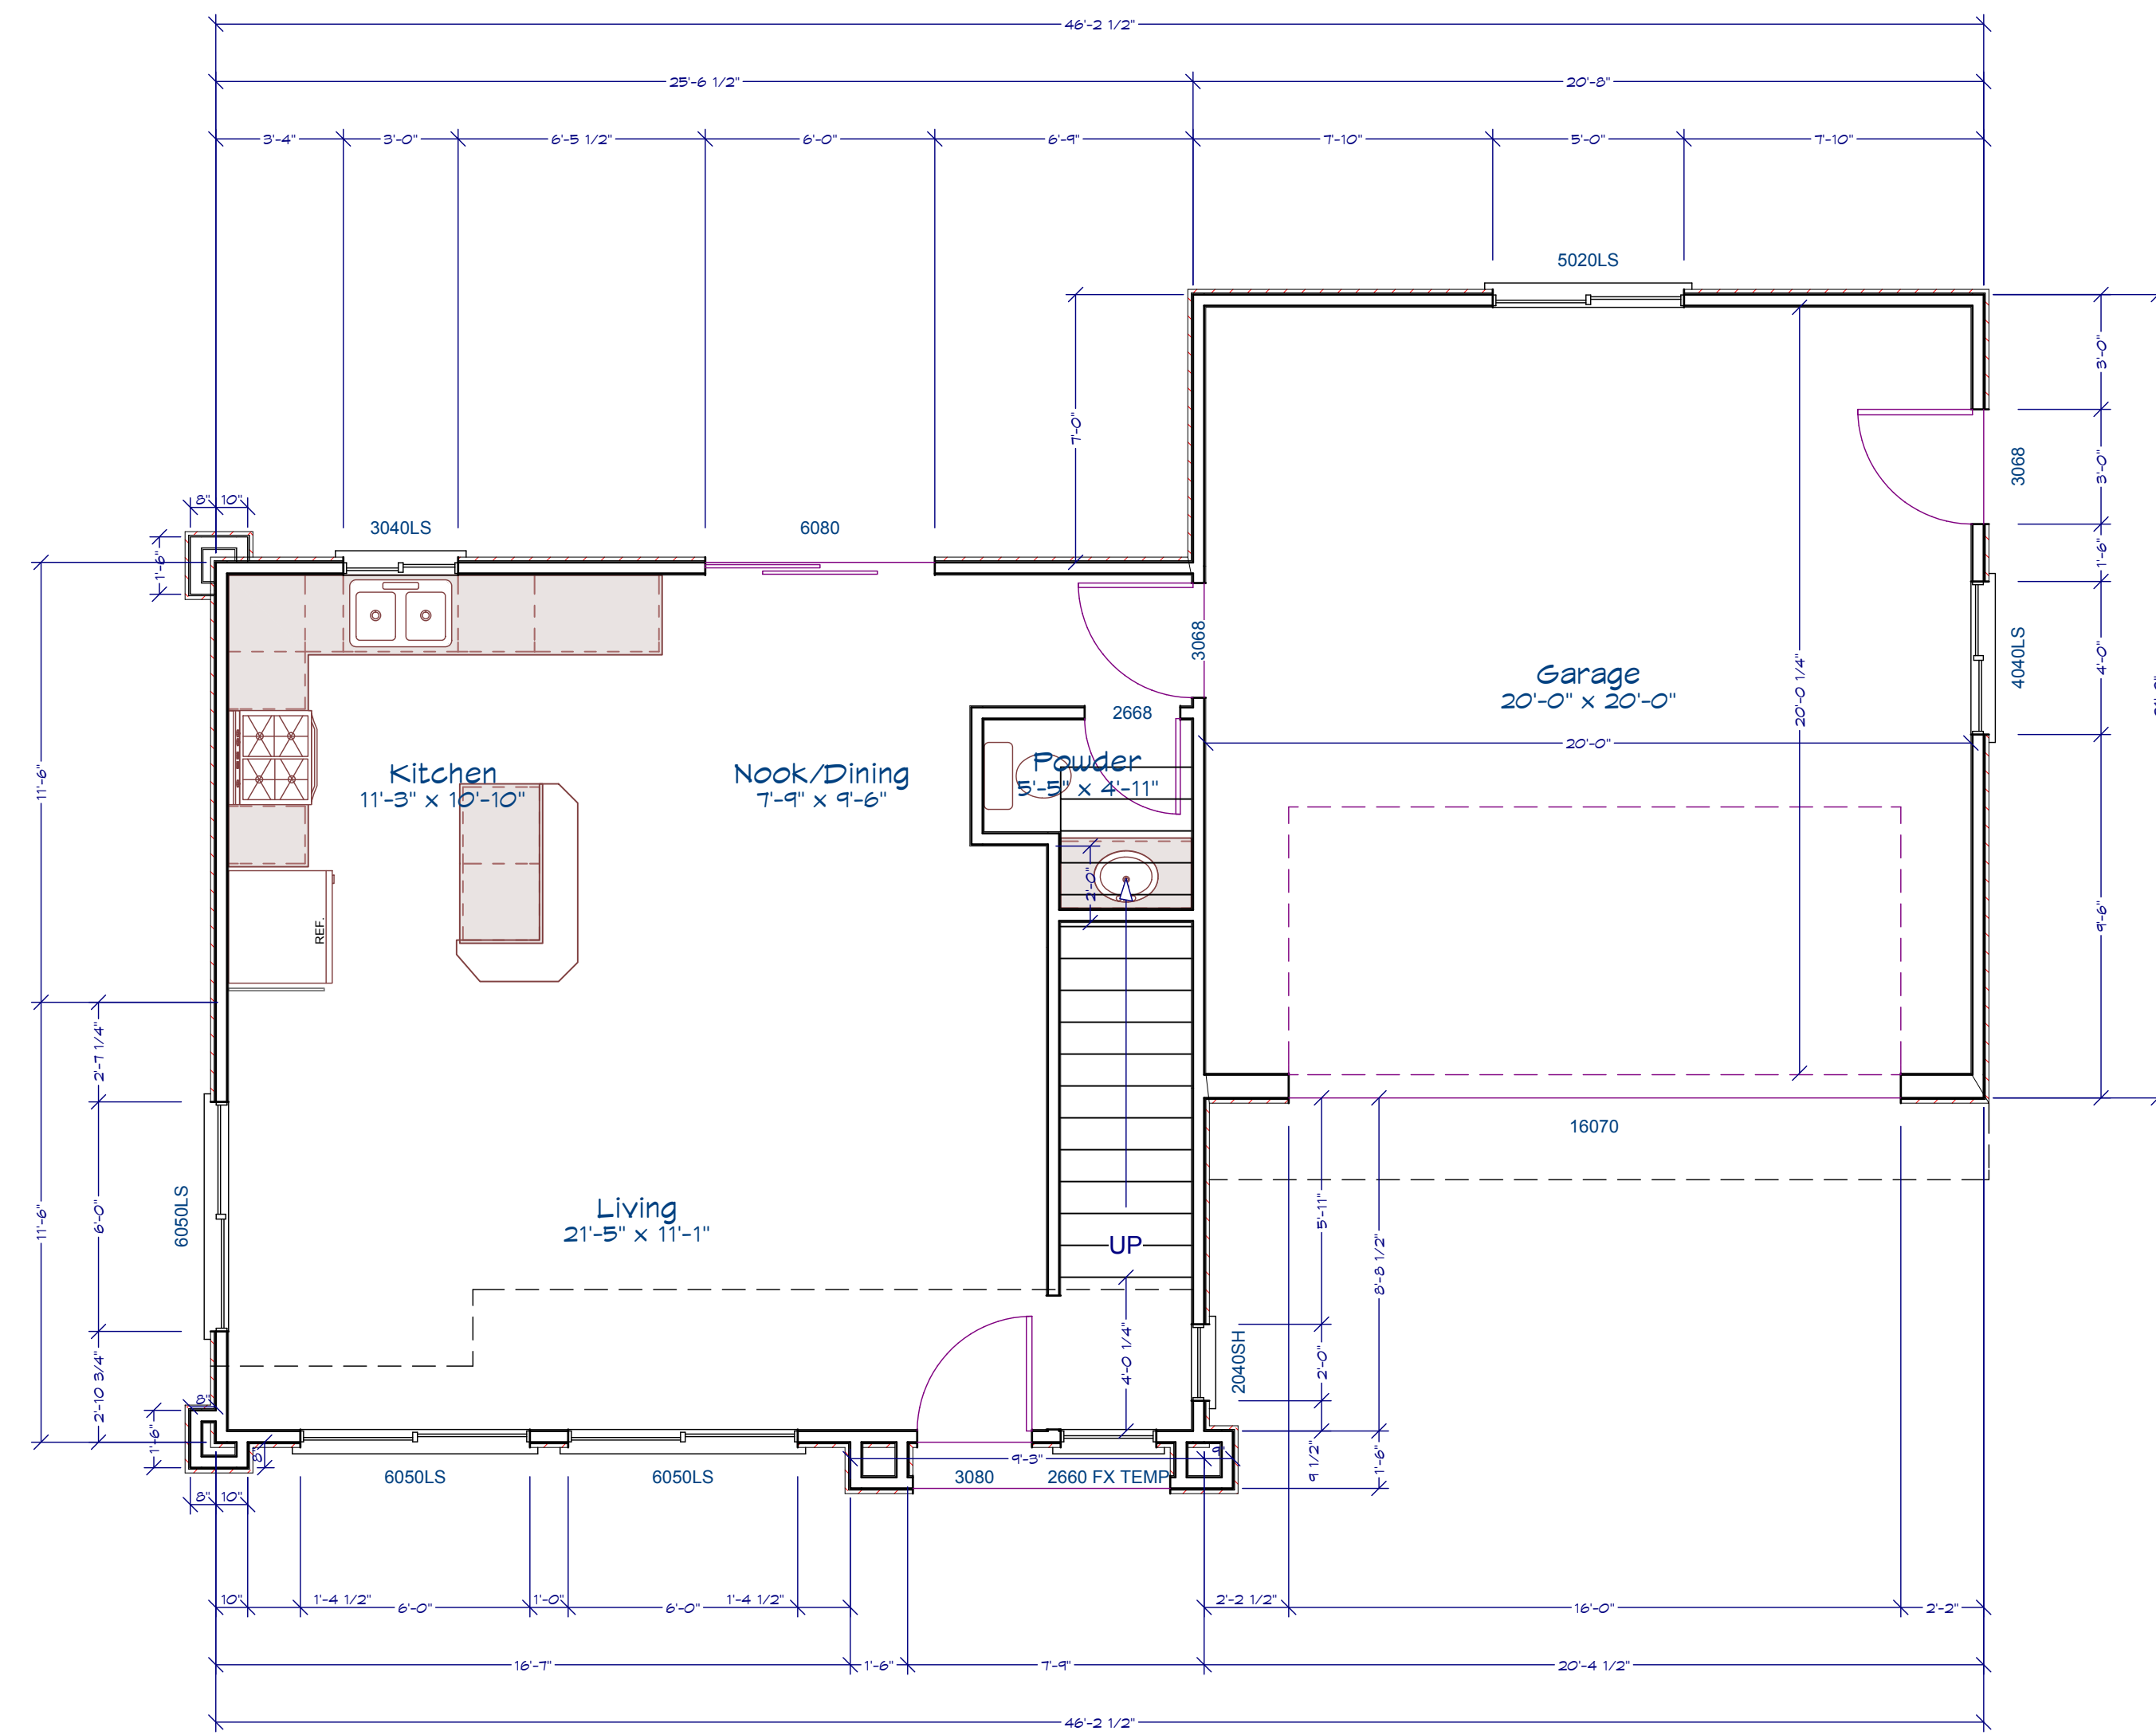 46'-2 1/2"
25'-6 1/2" 20'-8"
3'-4" 3'-0" 6'-5 1/2" 6'-0" 6'-9" 7'-10" 5'-0" 7'-10"
5020LS
3'-0"
7'-0"
3068
3'-0"
8" 10"
3040LS 6080
1'-6"
1'-6"
3068
4040LS
4'-0"
Garage
20'-0" x 20'-0"
20'-0 1/4"
2668
20'-0"
11'-6"
Kitchen
11'-3" x 10'-10"
Nook/Dining
7'-9" x 9'-6"
Powder
5'-5" x 4'-11"
2'-0"
REF.
9'-6"
2'-7 1/4"
16070
11'-6"
6'-0"
6050LS
Living
21'-5" x 11'-1"
UP
5'-11"
8'-8 1/2"
4'-0 1/4"
2040SH
2'-0"
2'-10 3/4"
8"
1'-6"
8"
9'-3"
9"
9 1/2"
1'-6"
6050LS 6050LS 3080 2660 FX TEMP
8" 10"
10" 1'-4 1/2" 6'-0" 1'-0" 6'-0" 1'-4 1/2" 2'-2 1/2" 16'-0" 2'-2"
16'-7" 1'-6" 7'-9" 20'-4 1/2"
46'-2 1/2"